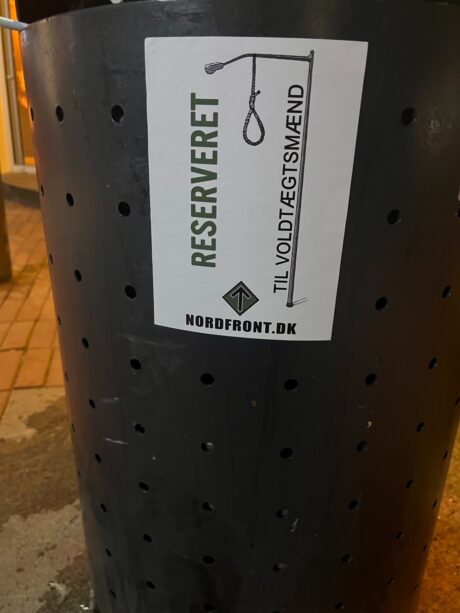 RESERVERET
TIL VOLDTÆGTSMÆND
NORDFRONT.DK